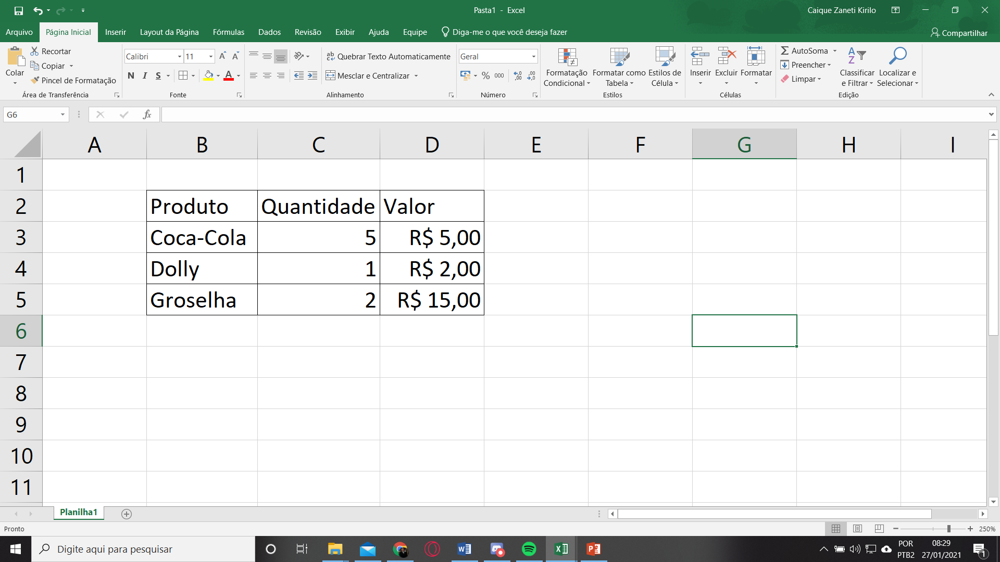 Pasta1 - Excel
Caique Zaneti Kirilo
Arquivo Página Inicial Inserir Layout da Página Fórmulas Dados Revisão Exibir Ajuda Equipe Diga-me o que você deseja fazer Compartilhar
Colar
Recortar
Copiar
Pincel de Formatação
Área de Transferência
Calibri 11
N I S
Fonte
Quebrar Texto Automaticamente
Mesclar e Centralizar
Alinhamento
Geral
% 000
Número
Formatação Condicional
Formatar como Tabela
Estilos de Célula
Estilos
Inserir Excluir Formatar
Células
AutoSoma
Preencher
Limpar
Classificar e Filtrar
Localizar e Selecionar
Edição
G6 fx
A B C D E F G H I
1
2 Produto Quantidade Valor
3 Coca-Cola 5 R$ 5,00
4 Dolly 1 R$ 2,00
5 Groselha 2 R$ 15,00
6
7
8
9
10
11
Planilha1
Pronto 250%
Digite aqui para pesquisar
POR
PTB2
08:29
27/01/2021
1